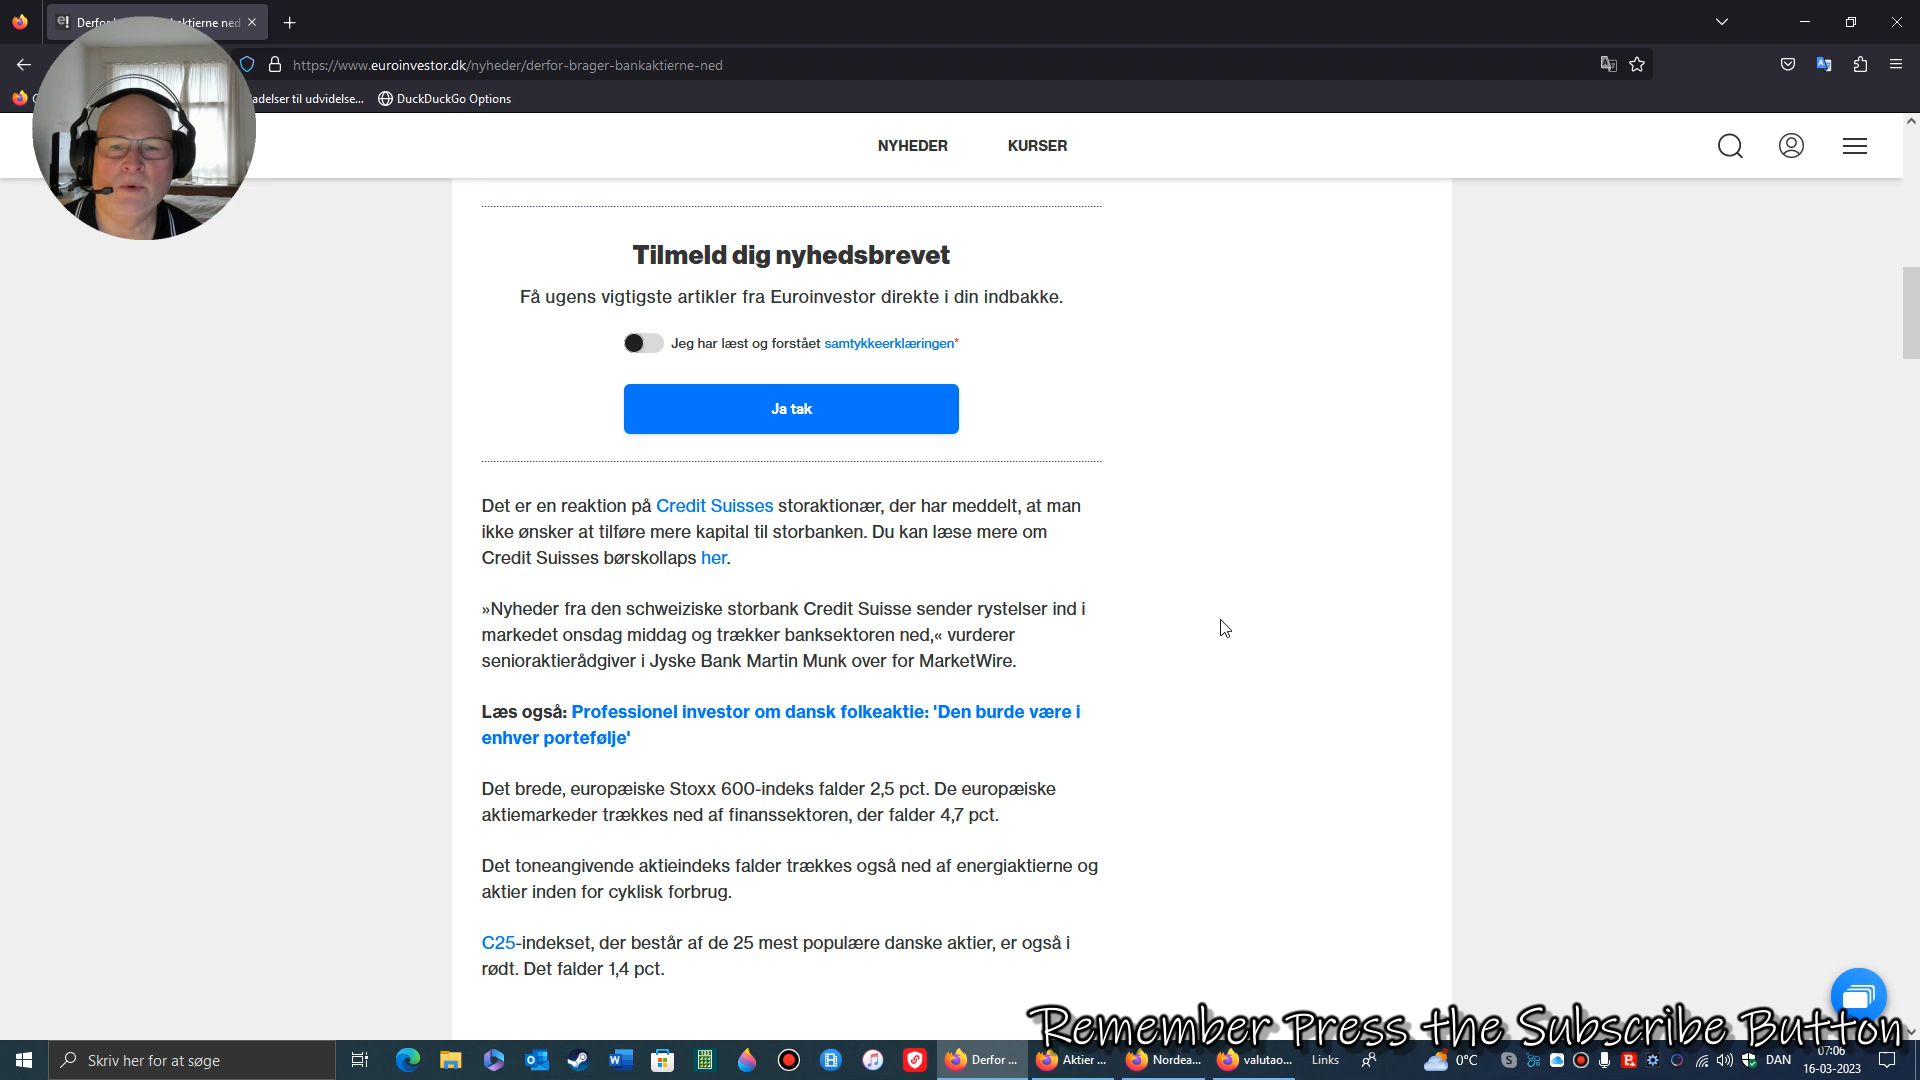 Derfor
aktierne ned
https://www.euroinvestor.dk/nyheder/derfor-brager-bankaktierne-ned
adelser til udvidelse...
DuckDuckGo Options
NYHEDER
KURSER
Tilmeld dig nyhedsbrevet
Få ugens vigtigste artikler fra Euroinvestor direkte i din indbakke.
Jeg har læst og forstået samtykkeerklæringen*
Ja tak
Det er en reaktion på Credit Suisses storaktionær, der har meddelt, at man
ikke ønsker at tilføre mere kapital til storbanken. Du kan læse mere om
Credit Suisses børskollaps her.
»Nyheder fra den schweiziske storbank Credit Suisse sender rystelser ind i
markedet onsdag middag og trækker banksektoren ned,« vurderer
senioraktierådgiver i Jyske Bank Martin Munk over for MarketWire.
Læs også: Professionel investor om dansk folkeaktie: 'Den burde være i
enhver portefølje'
Det brede, europæiske Stoxx 600-indeks falder 2,5 pct. De europæiske
aktiemarkeder trækkes ned af finanssektoren, der falder 4,7 pct.
Det toneangivende aktieindeks falder trækkes også ned af energiaktierne og
aktier inden for cyklisk forbrug.
C25-indekset, der består af de 25 mest populære danske aktier, er også i
rødt. Det falder 1,4 pct.
Remember Press the Subscribe Button
Skriv her for at søge
Derfor ...
Aktier ...
Nordea...
valutao...
Links
0°C
DAN
07:06
16-03-2023